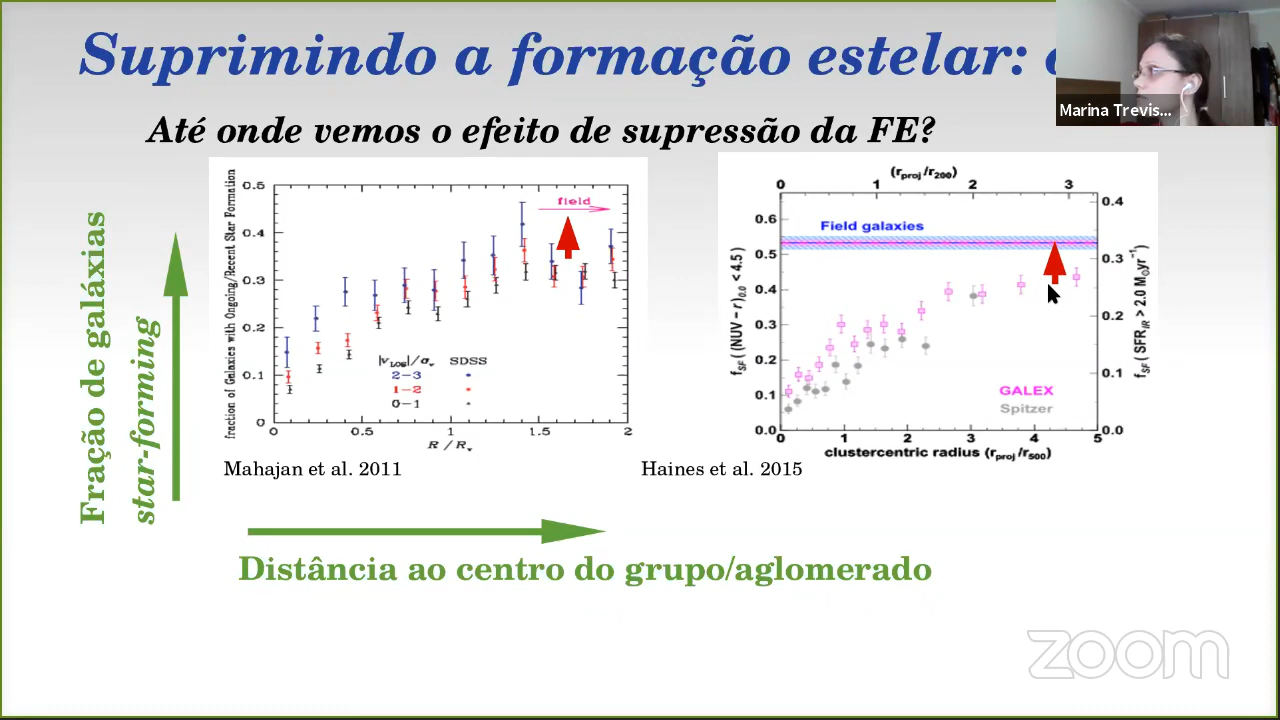 Suprimindo a formação estelar:
Marina Trevis...
Até onde vemos o efeito de supressão da FE?
Fração de galáxias
star-forming
fraction of Galaxies with Ongoing/Recent Star Formation
0.5
0.4
0.3
0.2
0.1
0
field
|v_LOS|/σ_v SDSS
2-3
1-2
0-1
0 0.5 1 1.5 2
R/R_v
Mahajan et al. 2011
(r_proj/r_200)
0 1 2 3
f_SF((NUV-r)_0.0 < 4.5)
0.6
0.5
0.4
0.3
0.2
0.1
0.0
Field galaxies
GALEX
Spitzer
0.4
0.3
0.2
0.1
0.0
f_SF(SFR_IR > 2.0 M_⊙yr⁻¹)
0 1 2 3 4 5
clustercentric radius (r_proj/r_500)
Haines et al. 2015
Distância ao centro do grupo/aglomerado
zoom